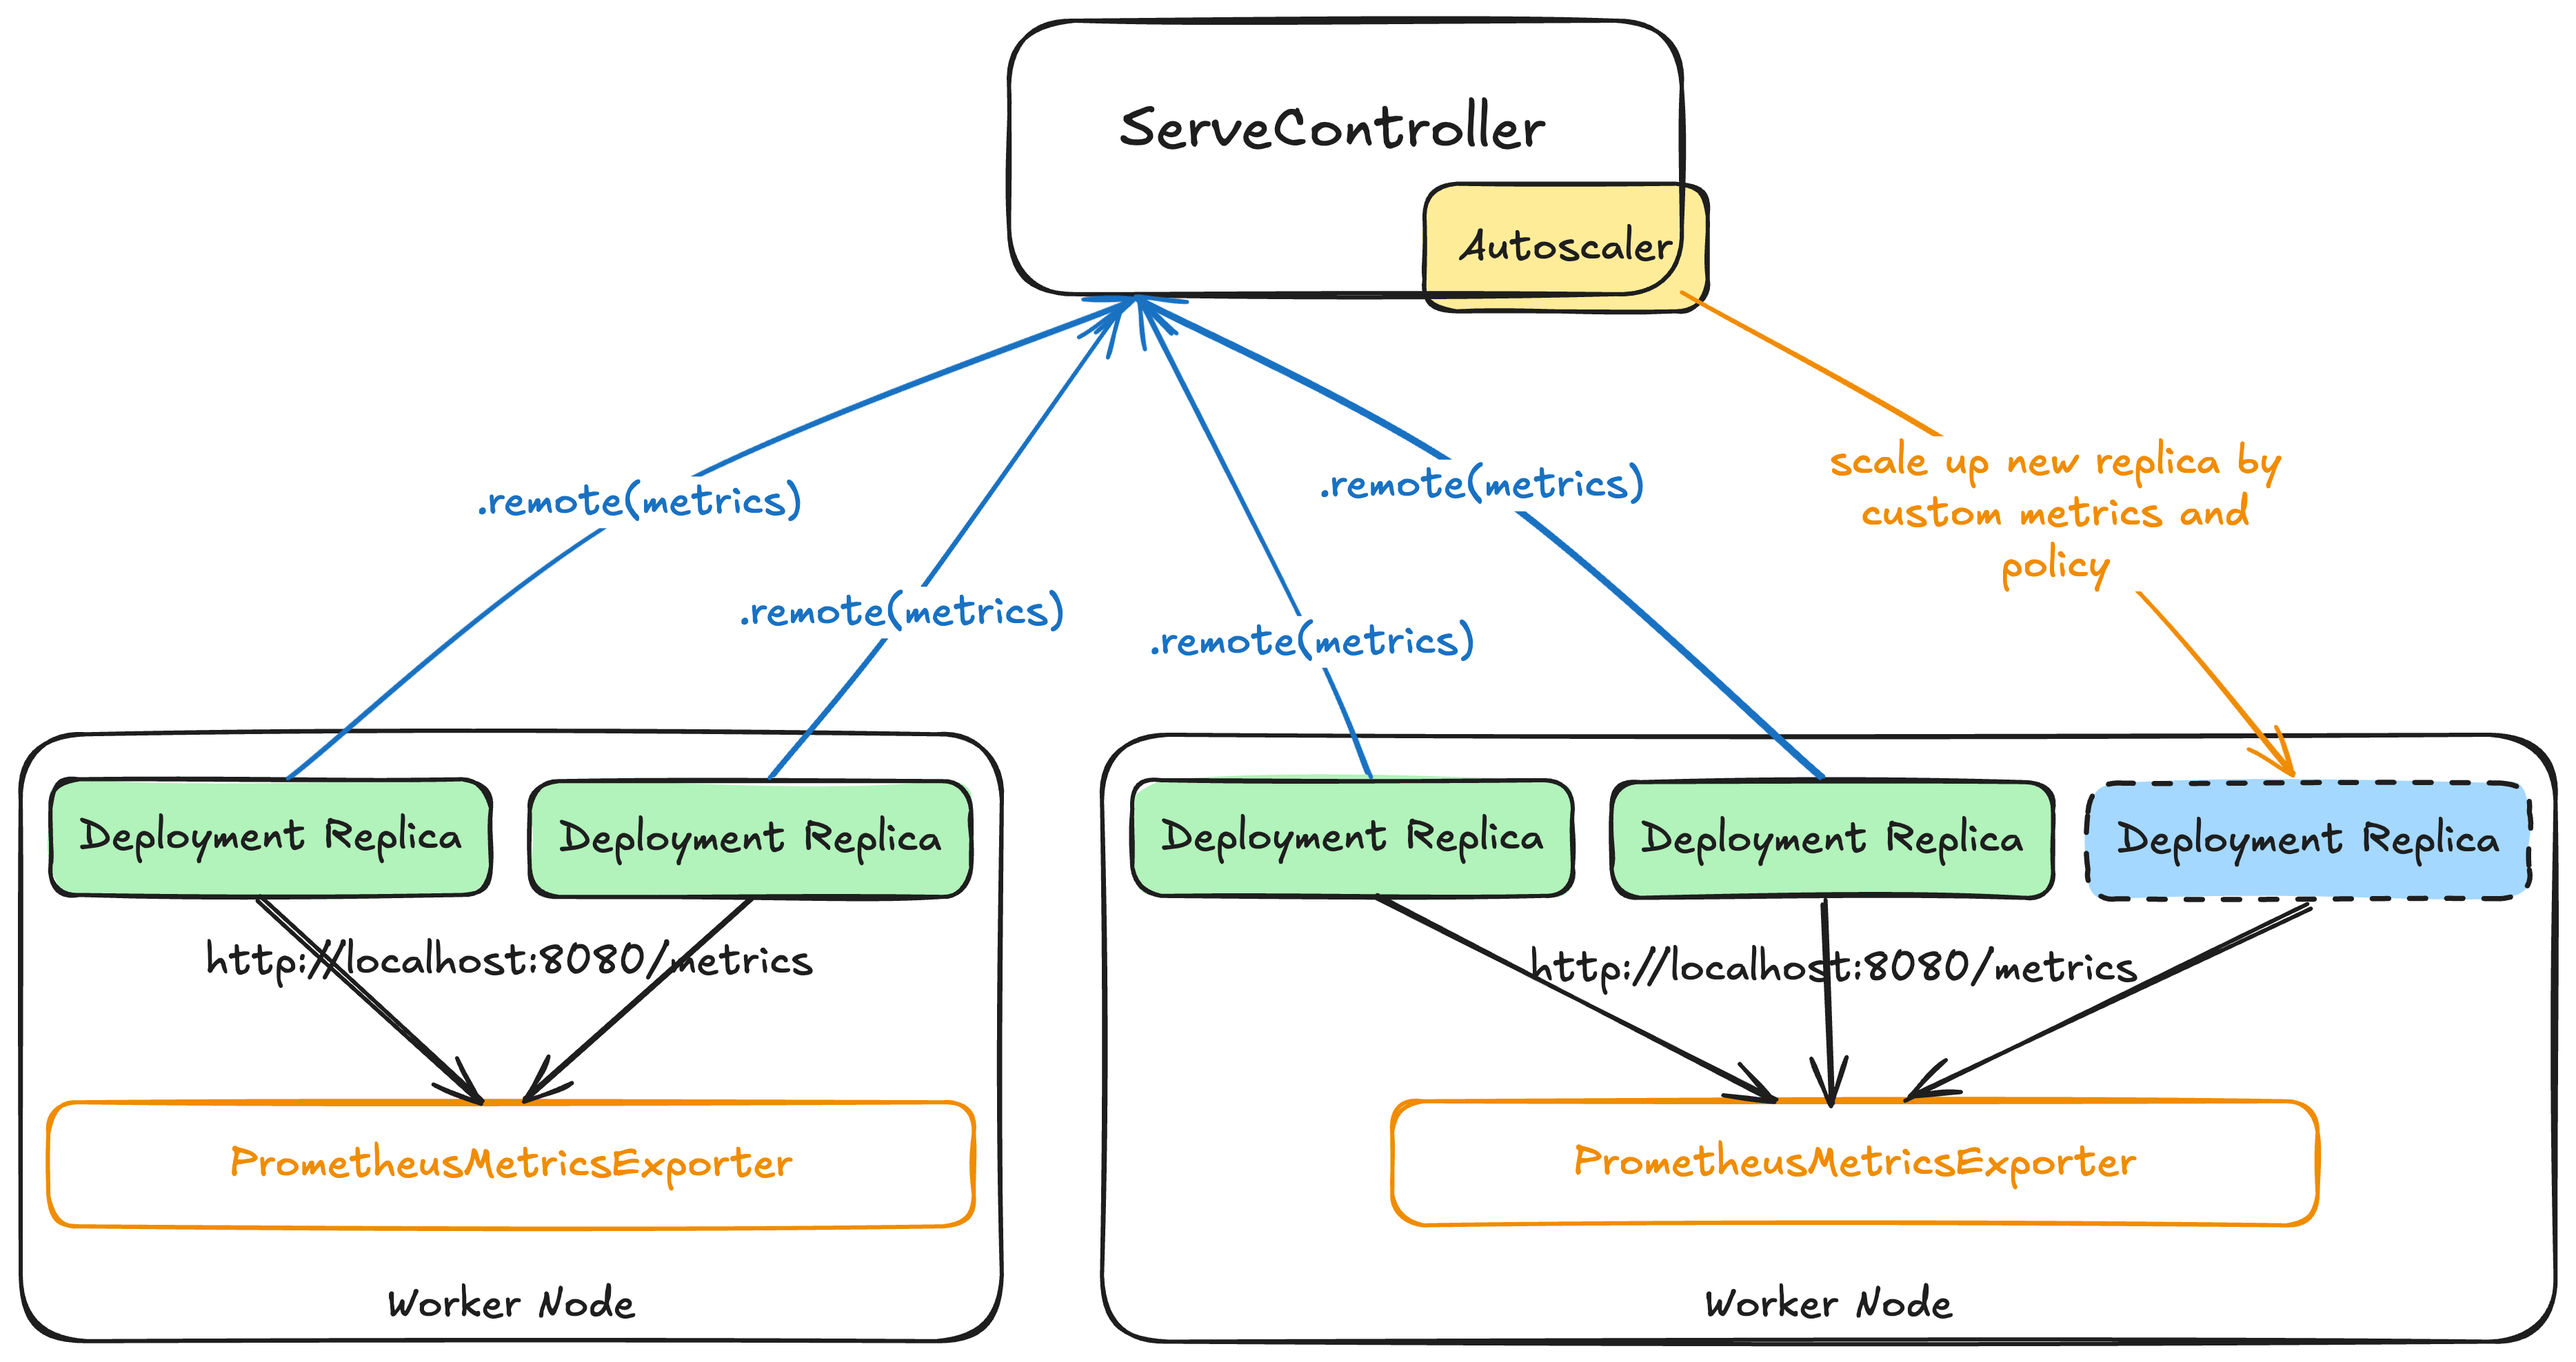 ServeController
Autoscaler
scale up new replica by
custom metrics and
policy
.remote(metrics)
.remote(metrics)
.remote(metrics)
.remote(metrics)
Deployment Replica
Deployment Replica
http://localhost:8080/metrics
PrometheusMetricsExporter
Worker Node
Deployment Replica
Deployment Replica
Deployment Replica
http://localhost:8080/metrics
PrometheusMetricsExporter
Worker Node